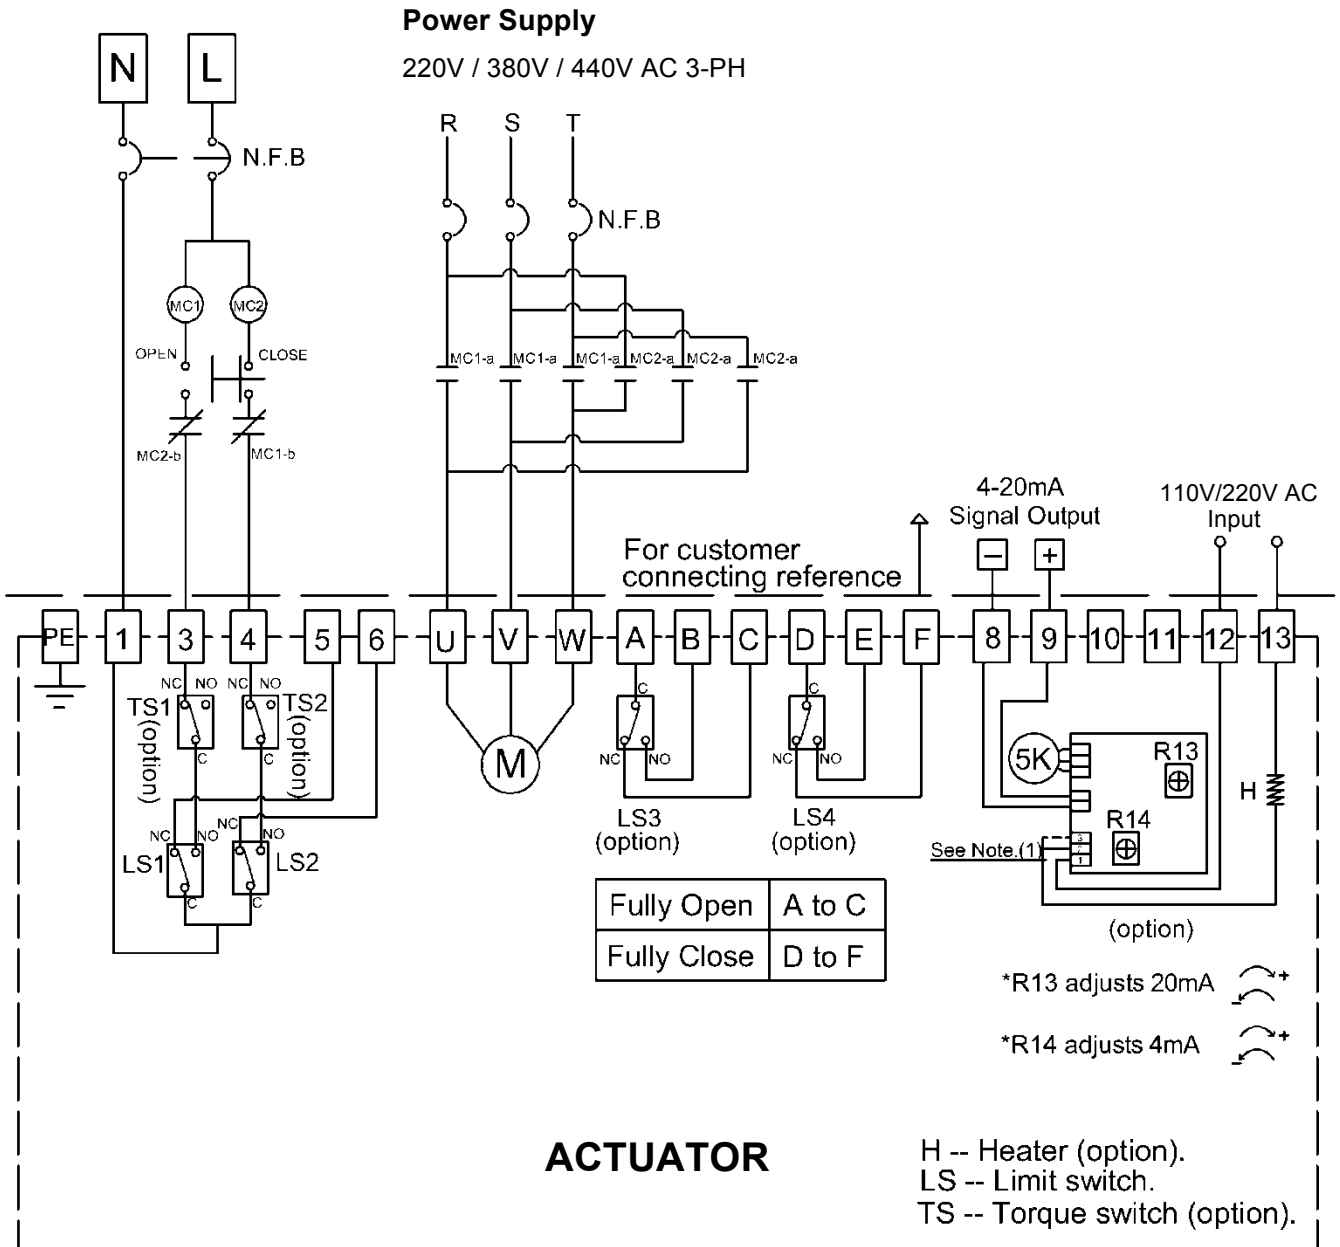 Power Supply
220V / 380V / 440V AC 3-PH
N L
R S T
N.F.B
N.F.B
MC1 MC2
OPEN CLOSE
MC1-a MC1-a MC1-a MC2-a MC2-a MC2-a
MC2-b MC1-b
4-20mA
Signal Output
110V/220V AC
Input
For customer
connecting reference
− +
PE 1 3 4 5 6 U V W A B C D E F 8 9 10 11 12 13
NC NO NC NO
TS1 (option)
TS2 (option)
C C
C C
M
NC NO NC NO
5K
R13
H
NC NO NC NO
LS1 LS2
C C
LS3
(option)
LS4
(option)
R14
See Note.(1)
3
2
1
Fully Open A to C
Fully Close D to F
(option)
*R13 adjusts 20mA + -
*R14 adjusts 4mA + -
ACTUATOR
H -- Heater (option).
LS -- Limit switch.
TS -- Torque switch (option).